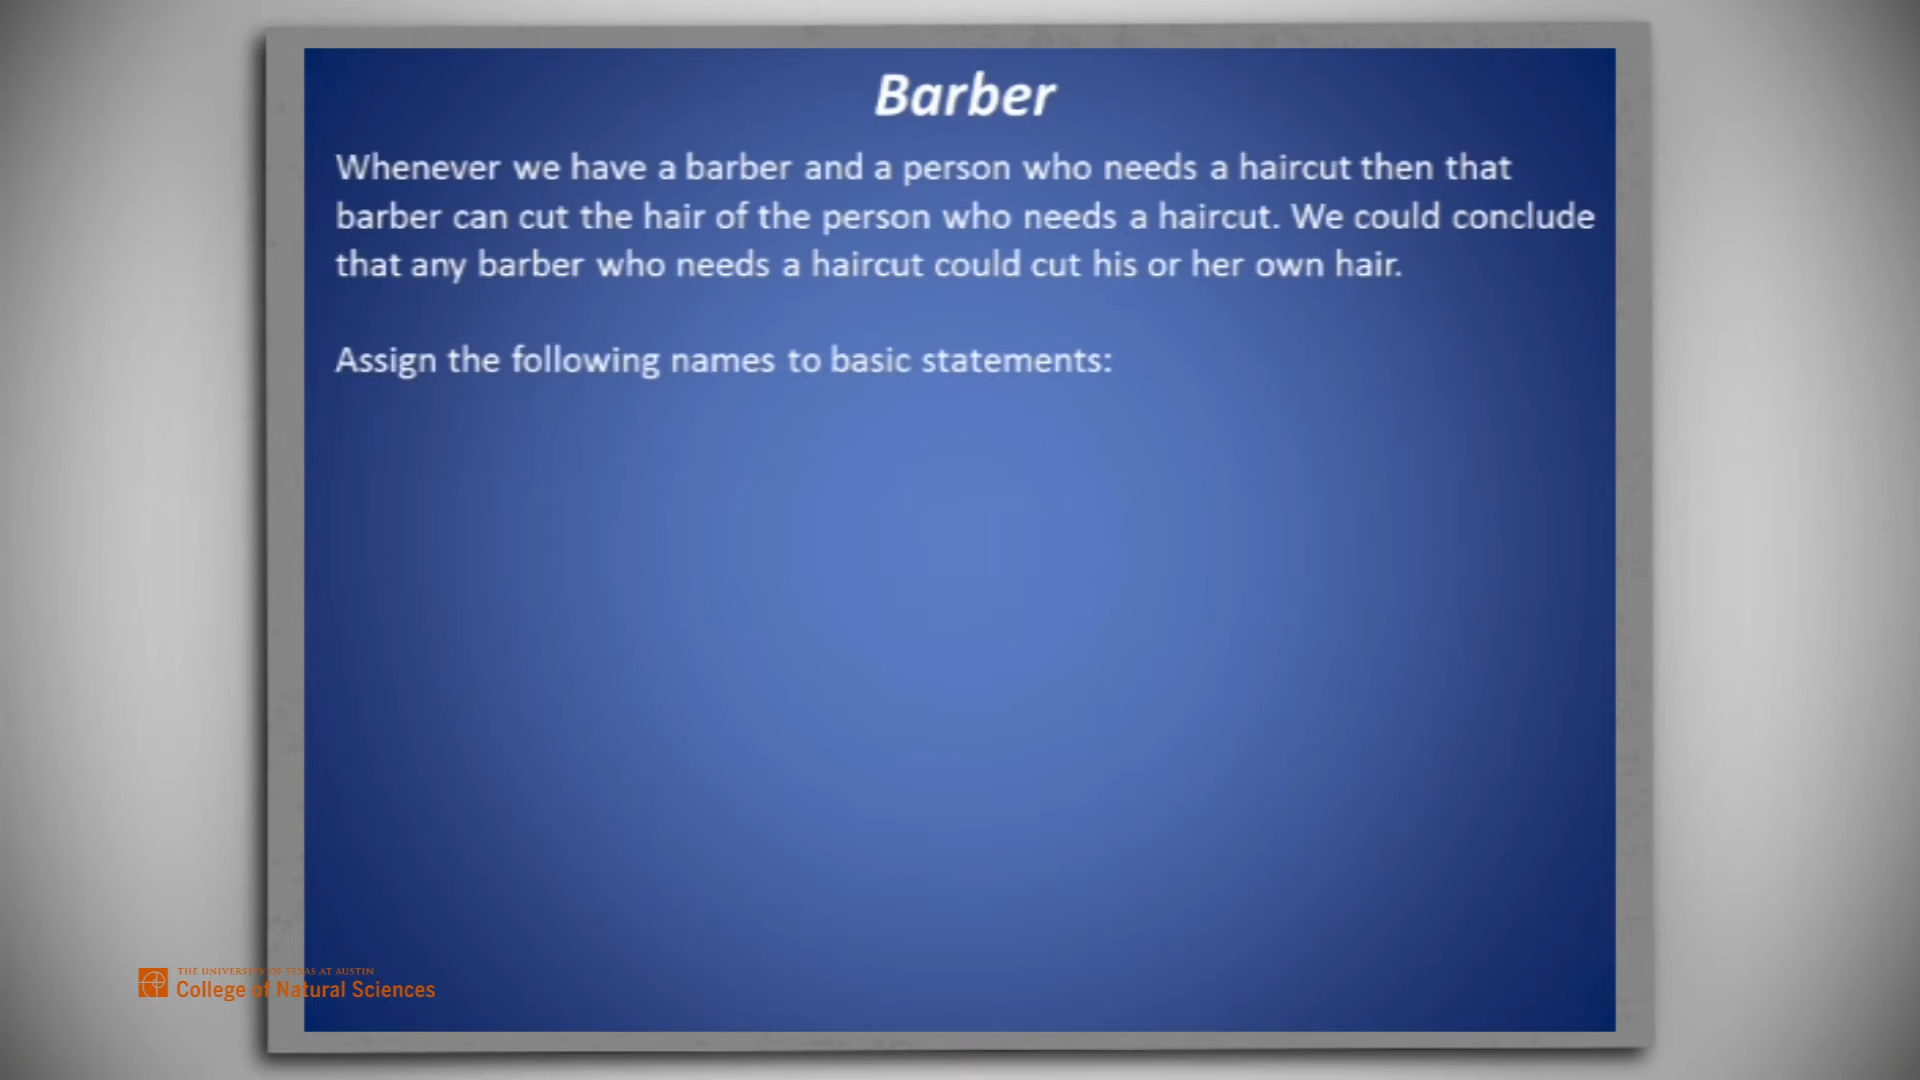 Barber
Whenever we have a barber and a person who needs a haircut then that
barber can cut the hair of the person who needs a haircut. We could conclude
that any barber who needs a haircut could cut his or her own hair.
Assign the following names to basic statements:
THE UNIVERSITY OF TEXAS AT AUSTIN
College of Natural Sciences